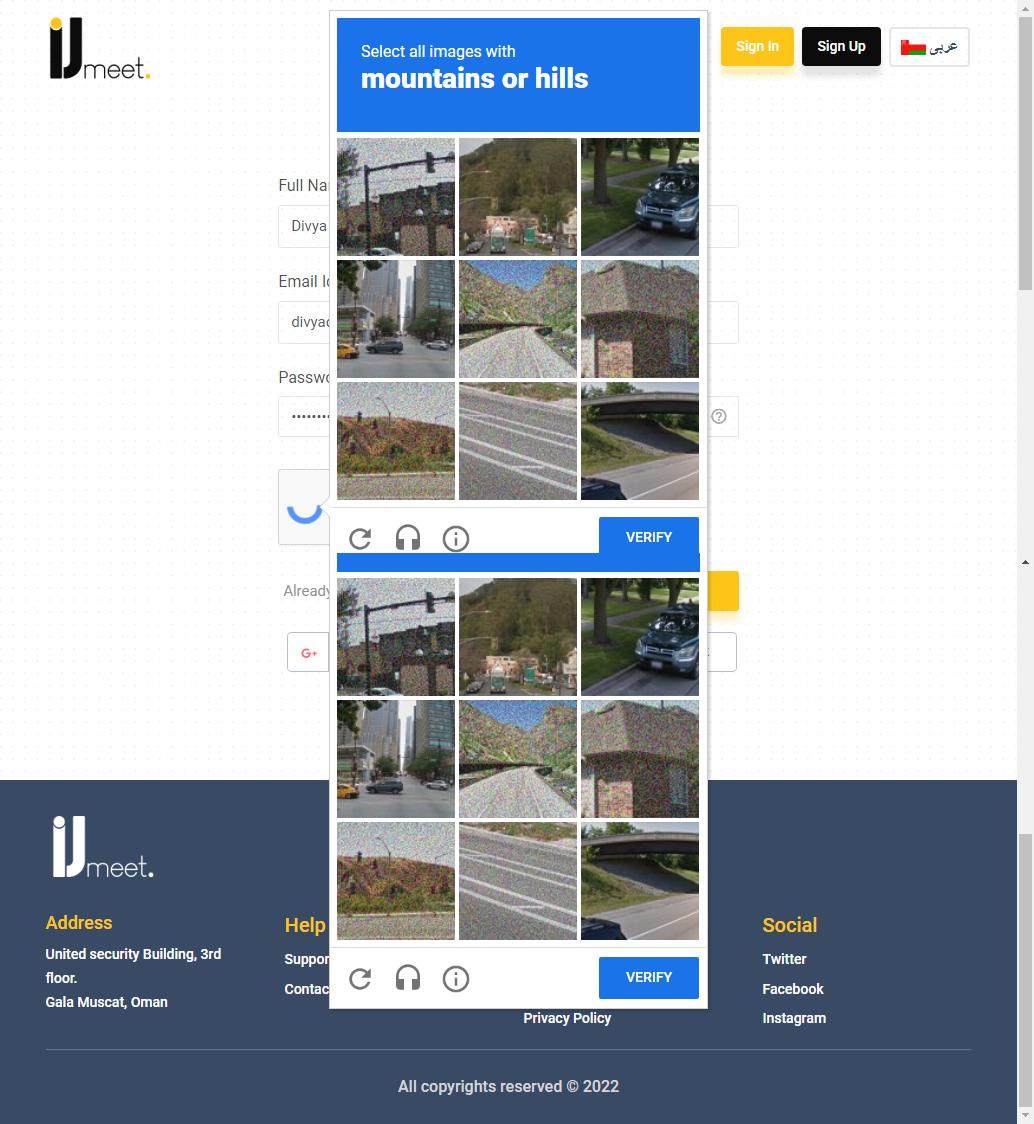 IJmeet.
Sign In
Sign Up
عربى
Select all images with
mountains or hills
Full Na
Divya
Email Id
divyac
Passwo
VERIFY
Already
G+
VERIFY
IJmeet.
Address
United security Building, 3rd
floor.
Gala Muscat, Oman
Help
Suppor
Contac
Privacy Policy
Social
Twitter
Facebook
Instagram
All copyrights reserved © 2022